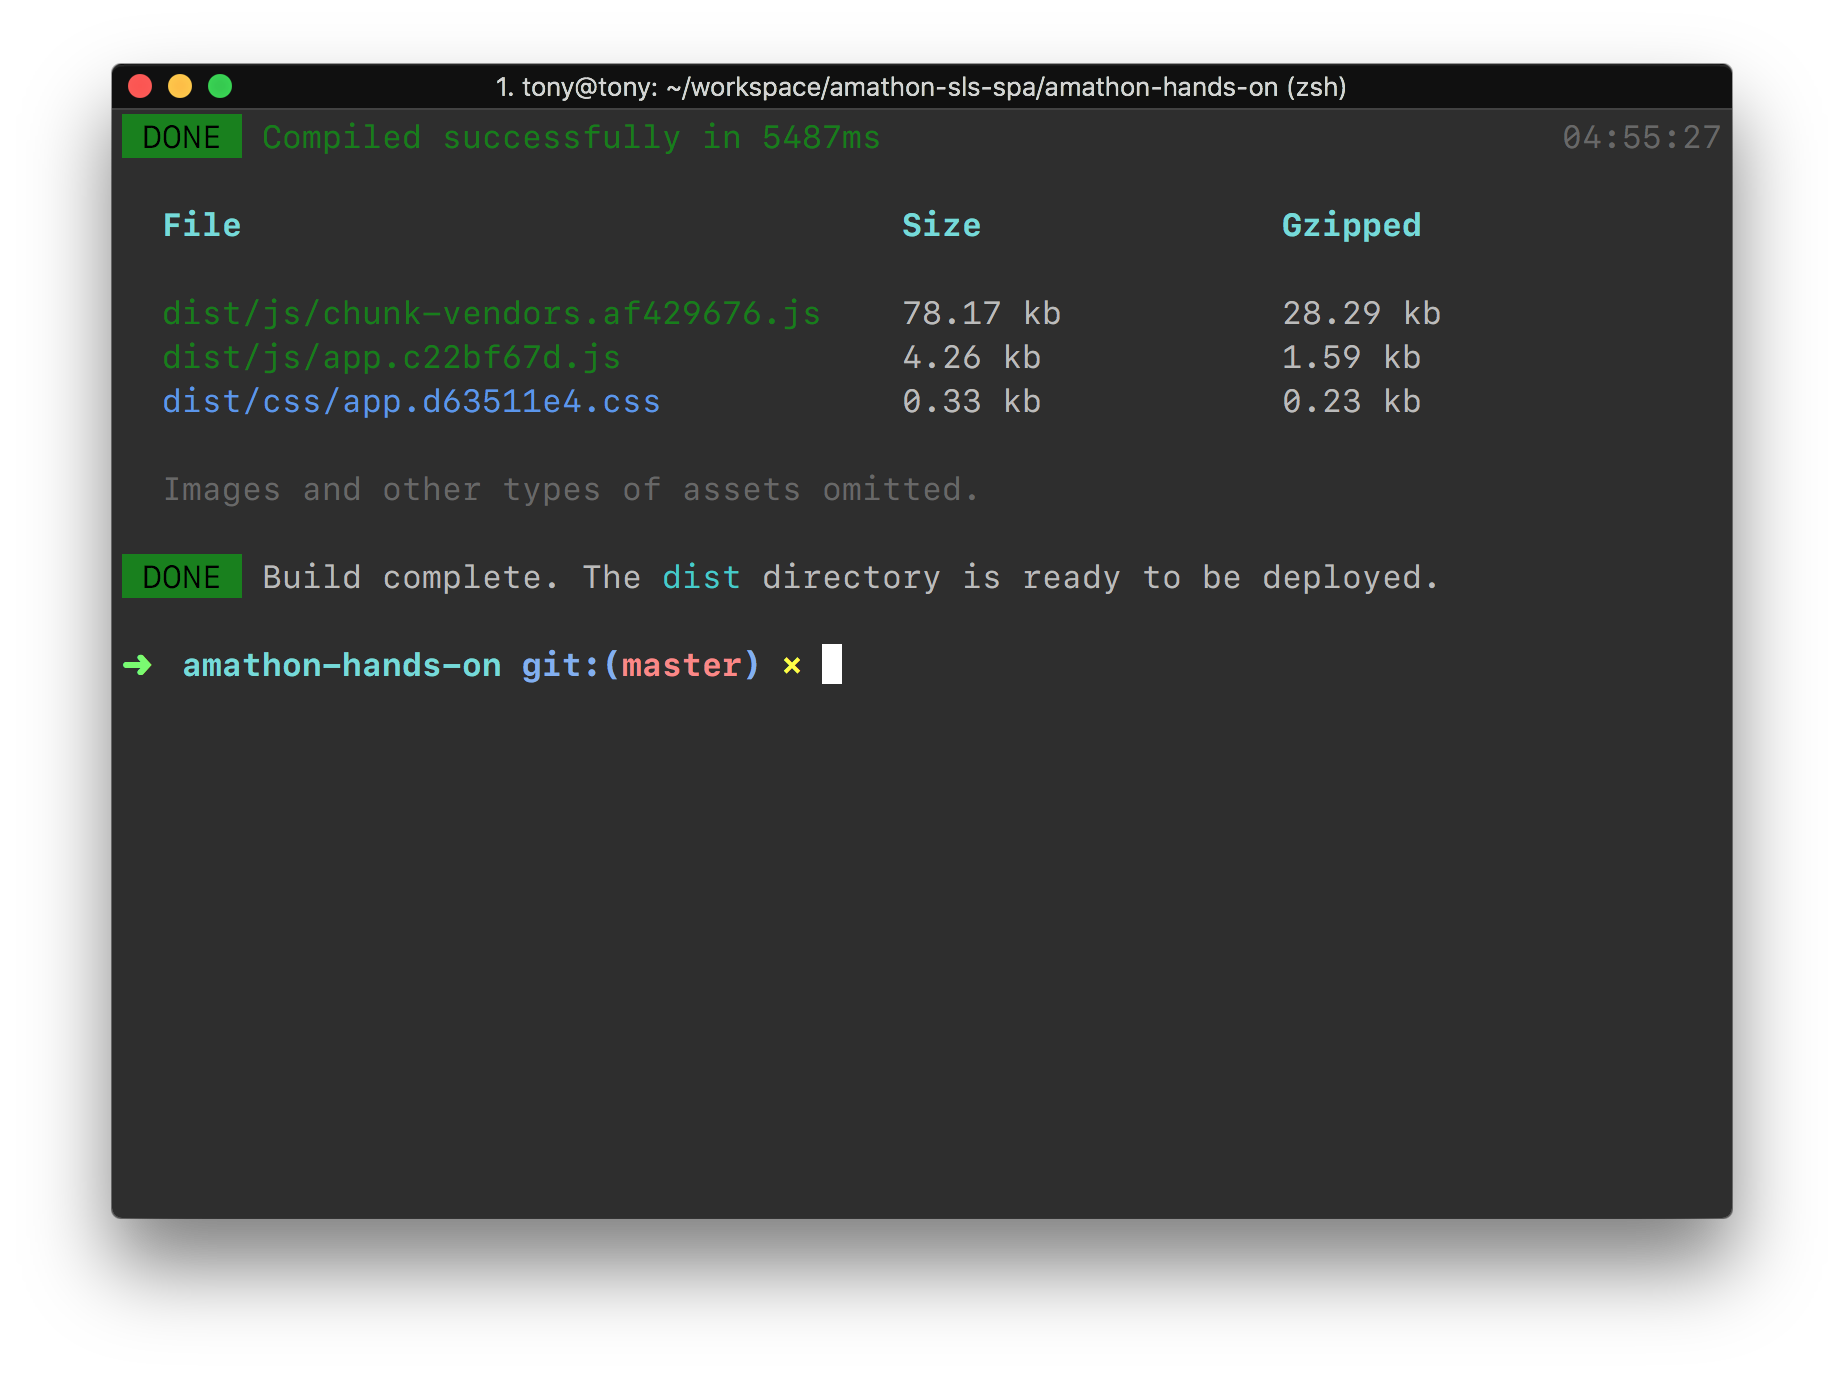 1. tony@tony: ~/workspace/amathon-sls-spa/amathon-hands-on (zsh)
DONE Compiled successfully in 5487ms 04:55:27
File Size Gzipped
dist/js/chunk-vendors.af429676.js 78.17 kb 28.29 kb
dist/js/app.c22bf67d.js 4.26 kb 1.59 kb
dist/css/app.d63511e4.css 0.33 kb 0.23 kb
Images and other types of assets omitted.
DONE Build complete. The dist directory is ready to be deployed.
➜ amathon-hands-on git:(master) ×